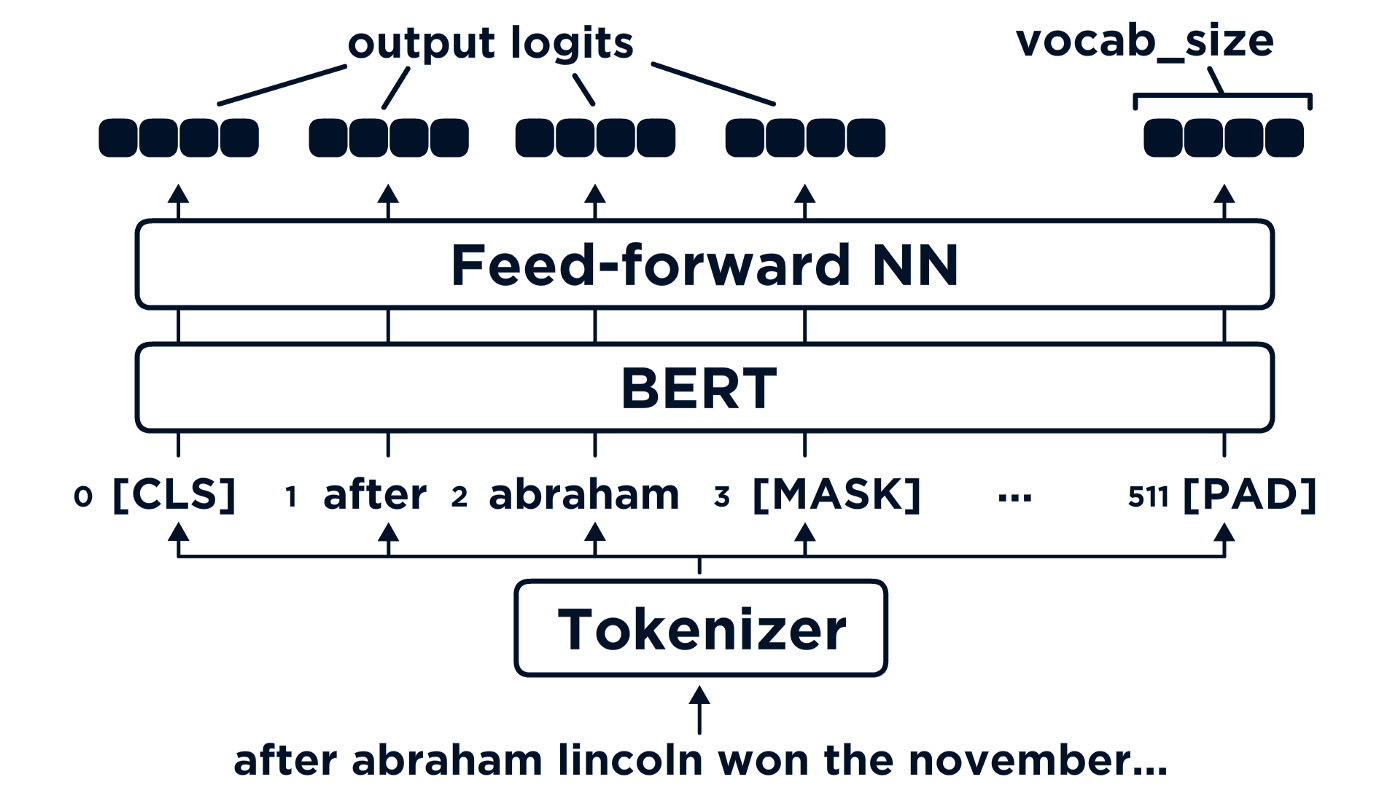 output logits
vocab_size
Feed-forward NN
BERT
0 [CLS] 1 after 2 abraham 3 [MASK] ... 511 [PAD]
Tokenizer
after abraham lincoln won the november...